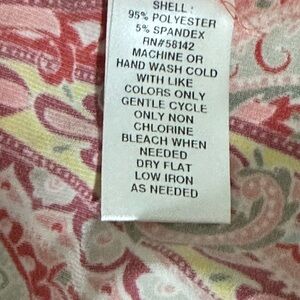 SHELL :
95% POLYESTER
5% SPANDEX
RN#58142
MACHINE OR
HAND WASH COLD
WITH LIKE
COLORS ONLY
GENTLE CYCLE
ONLY NON
CHLORINE
BLEACH WHEN
NEEDED
DRY FLAT
LOW IRON
AS NEEDED